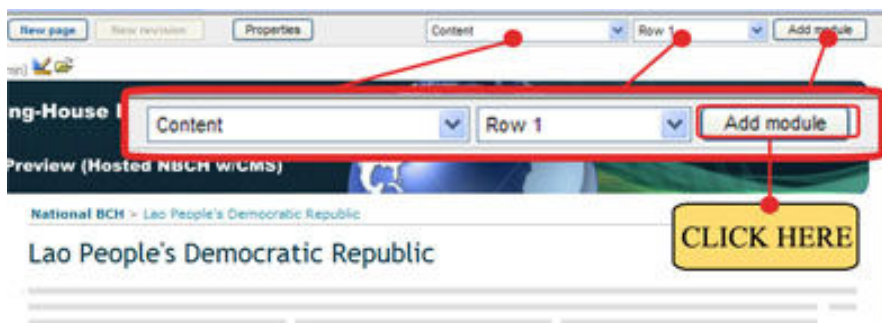 New page New revision Properties Content Row 1 Add module
ng-House
Content Row 1 Add module
Preview (Hosted NBCH w/CMS)
National BCH > Lao People's Democratic Republic
CLICK HERE
Lao People's Democratic Republic